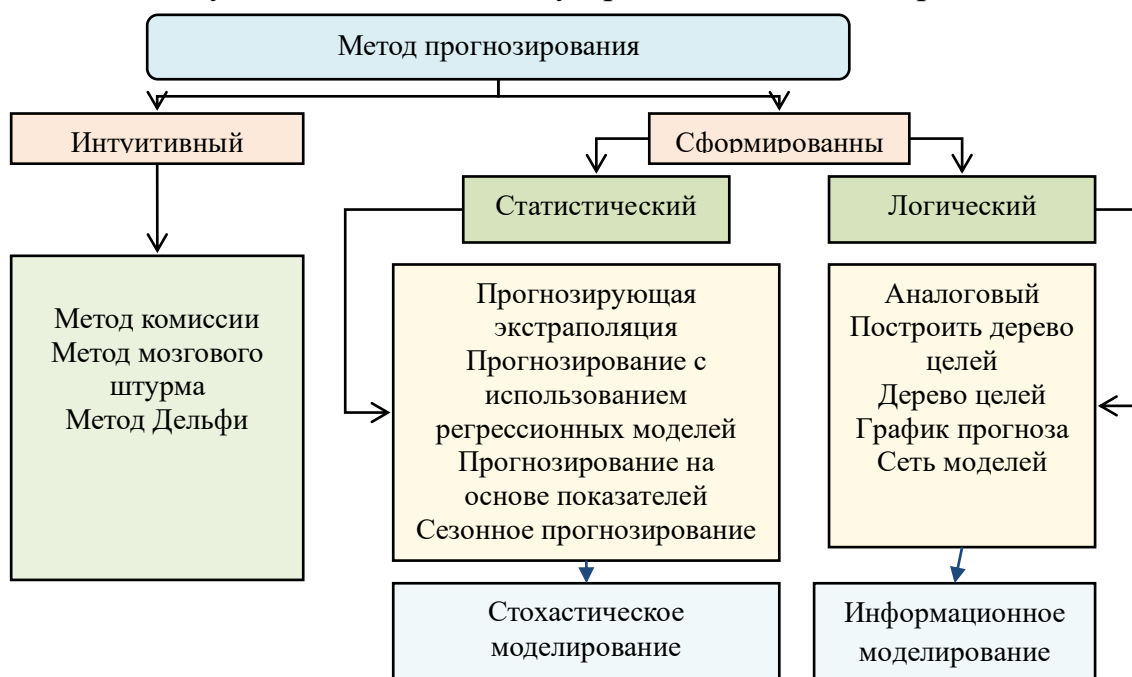 Метод прогнозирования
Интуитивный
Сформированны
Статистический
Логический
Метод комиссии
Метод мозгового
штурма
Метод Дельфи
Прогнозирующая
экстраполяция
Прогнозирование с
использованием
регрессионных моделей
Прогнозирование на
основе показателей
Сезонное прогнозирование
Аналоговый
Построить дерево
целей
Дерево целей
График прогноза
Сеть моделей
Стохастическое
моделирование
Информационное
моделирование